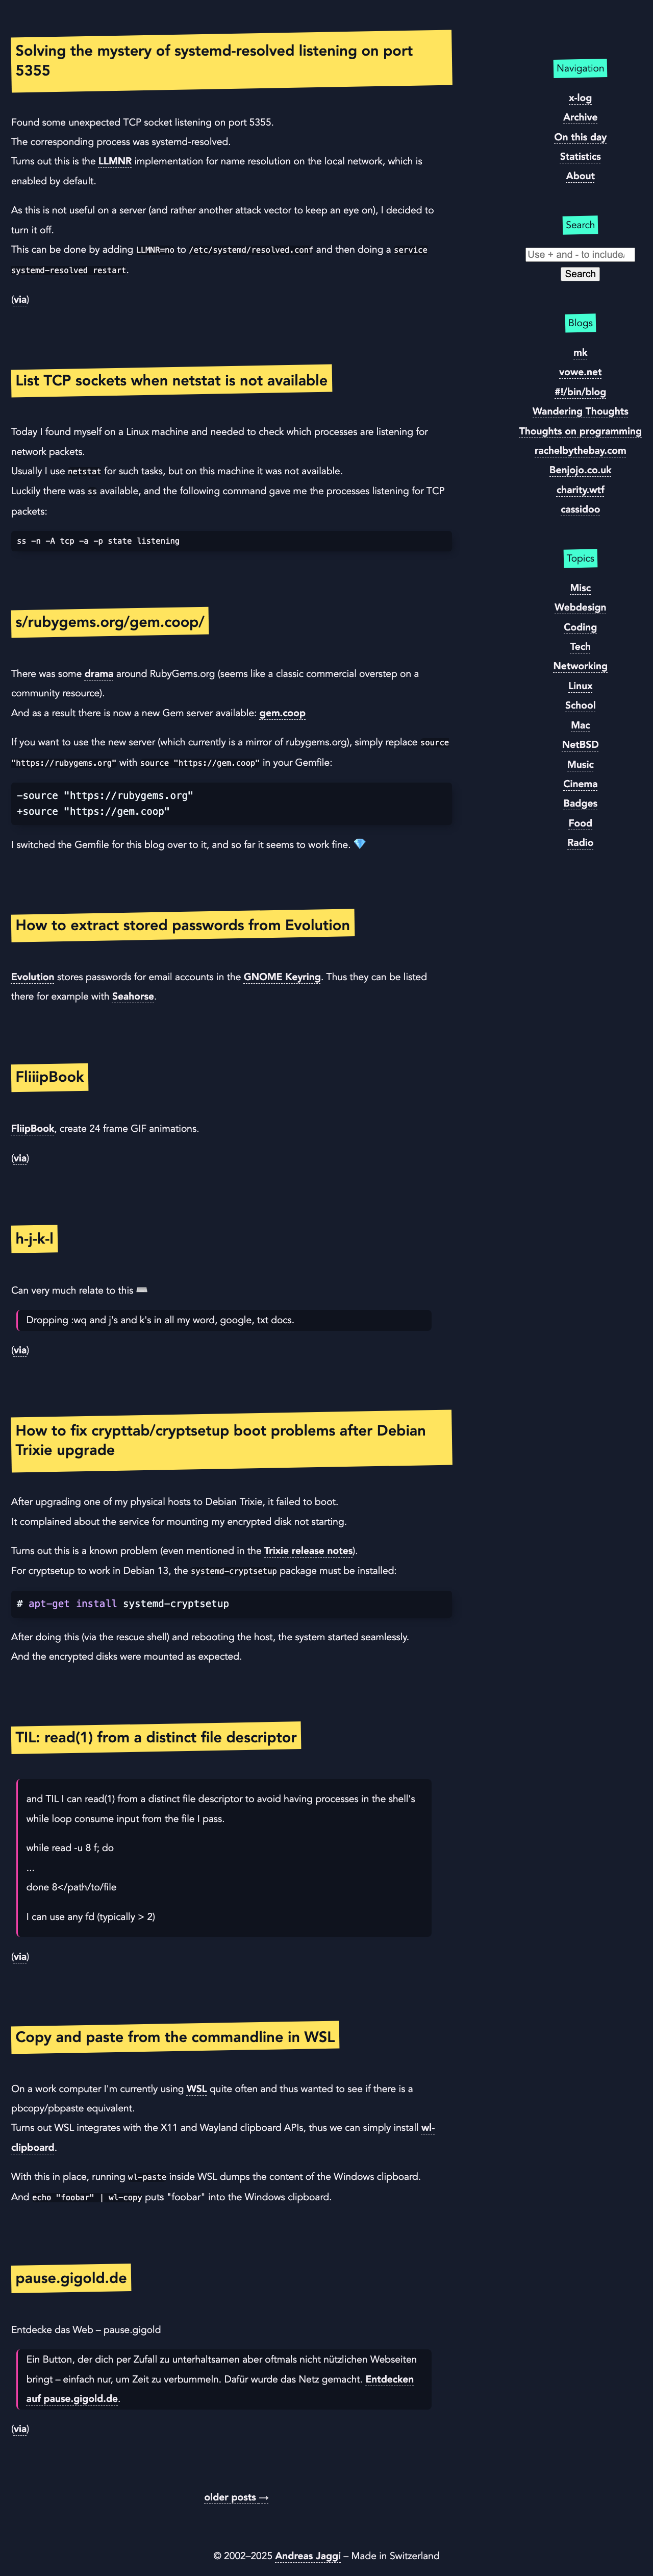 Solving the mystery of systemd-resolved listening on port
5355
Found some unexpected TCP socket listening on port 5355.
The corresponding process was systemd-resolved.
Turns out this is the LLMNR implementation for name resolution on the local network, which is
enabled by default.
As this is not useful on a server (and rather another attack vector to keep an eye on), I decided to
turn it off.
This can be done by adding LLMNR=no to /etc/systemd/resolved.conf and then doing a service
systemd-resolved restart.
(via)
List TCP sockets when netstat is not available
Today I found myself on a Linux machine and needed to check which processes are listening for
network packets.
Usually I use netstat for such tasks, but on this machine it was not available.
Luckily there was ss available, and the following command gave me the processes listening for TCP
packets:
ss -n -A tcp -a -p state listening
s/rubygems.org/gem.coop/
There was some drama around RubyGems.org (seems like a classic commercial overstep on a
community resource).
And as a result there is now a new Gem server available: gem.coop
If you want to use the new server (which currently is a mirror of rubygems.org), simply replace source
"https://rubygems.org" with source "https://gem.coop" in your Gemfile:
-source "https://rubygems.org"
+source "https://gem.coop"
I switched the Gemfile for this blog over to it, and so far it seems to work fine. 💎
How to extract stored passwords from Evolution
Evolution stores passwords for email accounts in the GNOME Keyring. Thus they can be listed
there for example with Seahorse.
FliiipBook
FliipBook, create 24 frame GIF animations.
(via)
h-j-k-l
Can very much relate to this ⌨️
Dropping :wq and j's and k's in all my word, google, txt docs.
(via)
How to fix crypttab/cryptsetup boot problems after Debian
Trixie upgrade
After upgrading one of my physical hosts to Debian Trixie, it failed to boot.
It complained about the service for mounting my encrypted disk not starting.
Turns out this is a known problem (even mentioned in the Trixie release notes).
For cryptsetup to work in Debian 13, the systemd-cryptsetup package must be installed:
# apt-get install systemd-cryptsetup
After doing this (via the rescue shell) and rebooting the host, the system started seamlessly.
And the encrypted disks were mounted as expected.
TIL: read(1) from a distinct file descriptor
and TIL I can read(1) from a distinct file descriptor to avoid having processes in the shell's
while loop consume input from the file I pass.
while read -u 8 f; do
...
done 8</path/to/file
I can use any fd (typically > 2)
(via)
Copy and paste from the commandline in WSL
On a work computer I'm currently using WSL quite often and thus wanted to see if there is a
pbcopy/pbpaste equivalent.
Turns out WSL integrates with the X11 and Wayland clipboard APIs, thus we can simply install wl-
clipboard.
With this in place, running wl-paste inside WSL dumps the content of the Windows clipboard.
And echo "foobar" | wl-copy puts "foobar" into the Windows clipboard.
pause.gigold.de
Entdecke das Web – pause.gigold
Ein Button, der dich per Zufall zu unterhaltsamen aber oftmals nicht nützlichen Webseiten
bringt – einfach nur, um Zeit zu verbummeln. Dafür wurde das Netz gemacht. Entdecken
auf pause.gigold.de.
(via)
older posts →
Navigation
x-log
Archive
On this day
Statistics
About
Search
Use + and - to include
Search
Blogs
mk
vowe.net
#!/bin/blog
Wandering Thoughts
Thoughts on programming
rachelbythebay.com
Benjojo.co.uk
charity.wtf
cassidoo
Topics
Misc
Webdesign
Coding
Tech
Networking
Linux
School
Mac
NetBSD
Music
Cinema
Badges
Food
Radio
© 2002–2025 Andreas Jaggi – Made in Switzerland